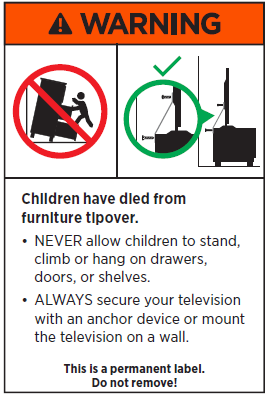 WARNING
Children have died from
furniture tipover.
• NEVER allow children to stand,
climb or hang on drawers,
doors, or shelves.
• ALWAYS secure your television
with an anchor device or mount
the television on a wall.
This is a permanent label.
Do not remove!